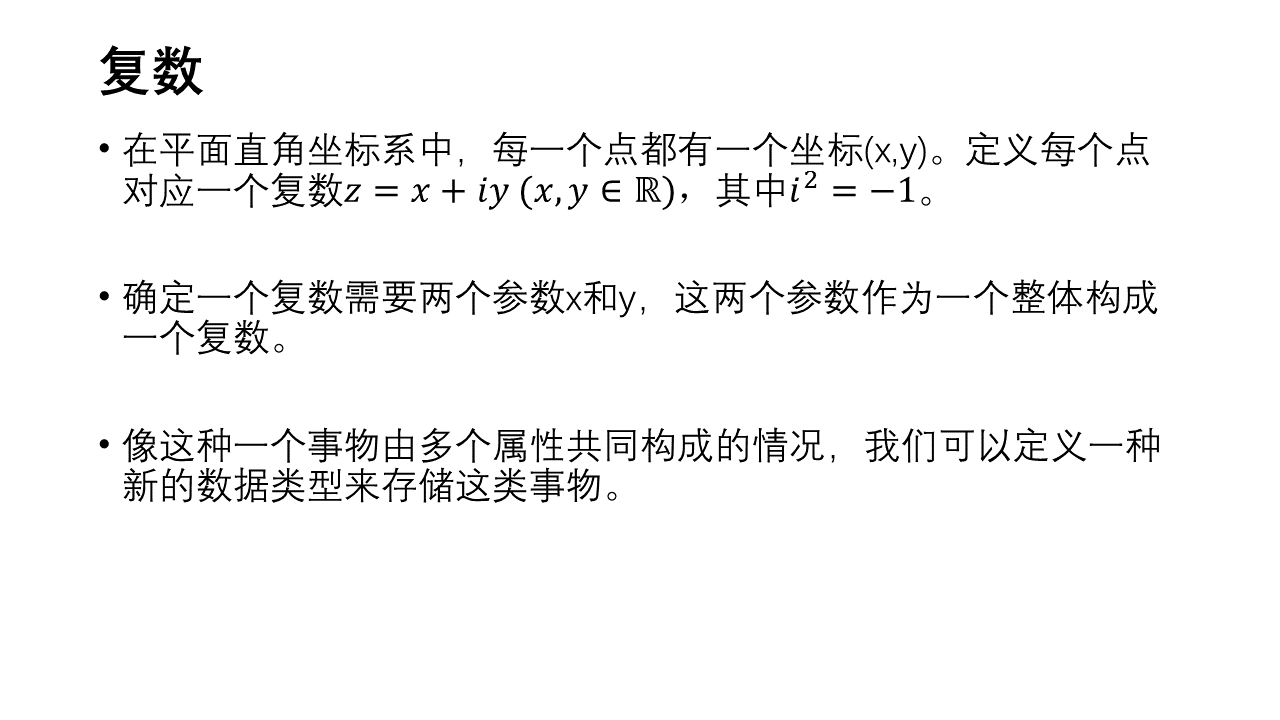 复数
• 在平面直角坐标系中，每一个点都有一个坐标(x,y)。定义每个点
对应一个复数𝑧 = 𝑥 + 𝑖𝑦 (𝑥, 𝑦 ∈ ℝ)，其中𝑖² = −1。
• 确定一个复数需要两个参数x和y，这两个参数作为一个整体构成
一个复数。
• 像这种一个事物由多个属性共同构成的情况，我们可以定义一种
新的数据类型来存储这类事物。